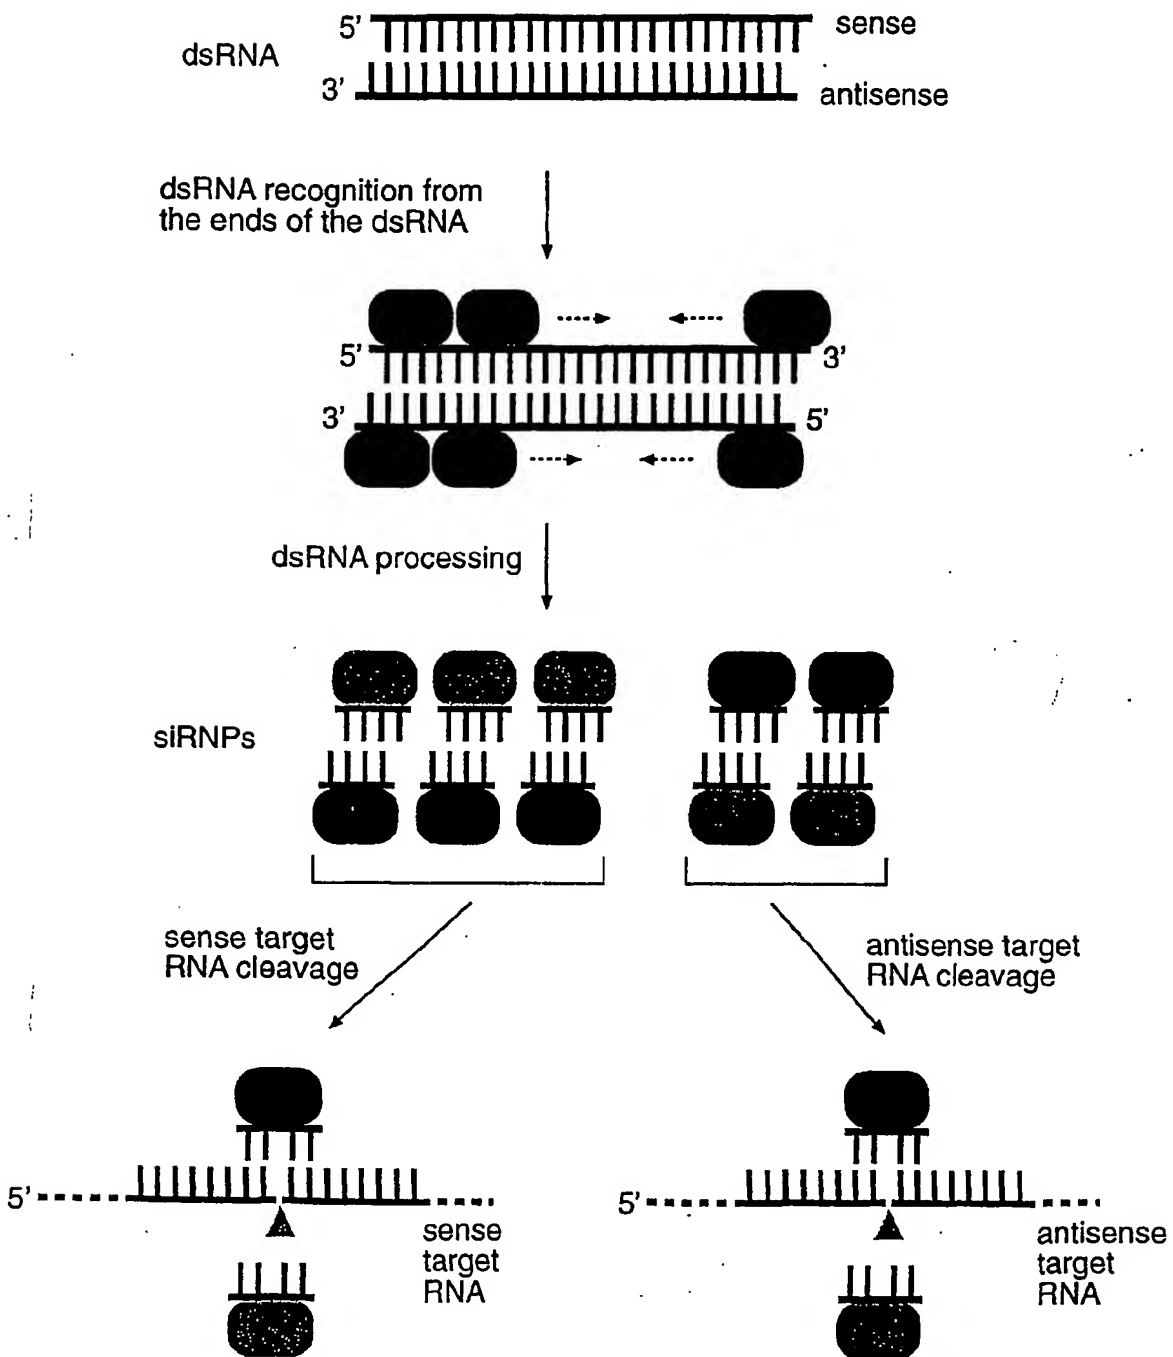 5' sense
dsRNA
3' antisense
dsRNA recognition from
the ends of the dsRNA
5' 3'
3' 5'
dsRNA processing
siRNPs
sense target
RNA cleavage
antisense target
RNA cleavage
5'
sense
target
RNA
5'
antisense
target
RNA